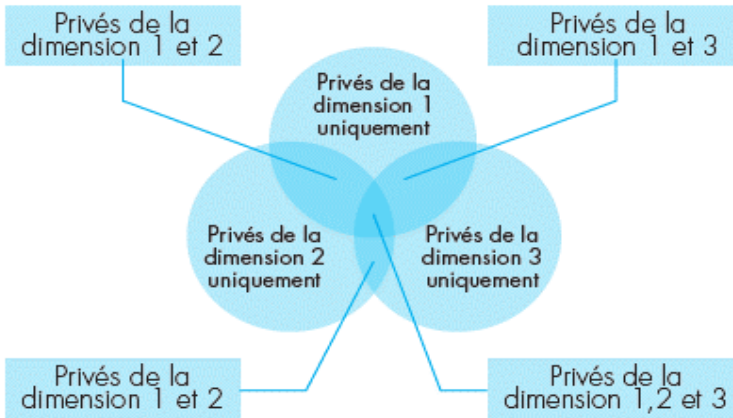 Privés de la
dimension 1 et 2
Privés de la
dimension 1 et 3
Privés de la
dimension 1
uniquement
Privés de la
dimension 2
uniquement
Privés de la
dimension 3
uniquement
Privés de la
dimension 1 et 2
Privés de la
dimension 1,2 et 3